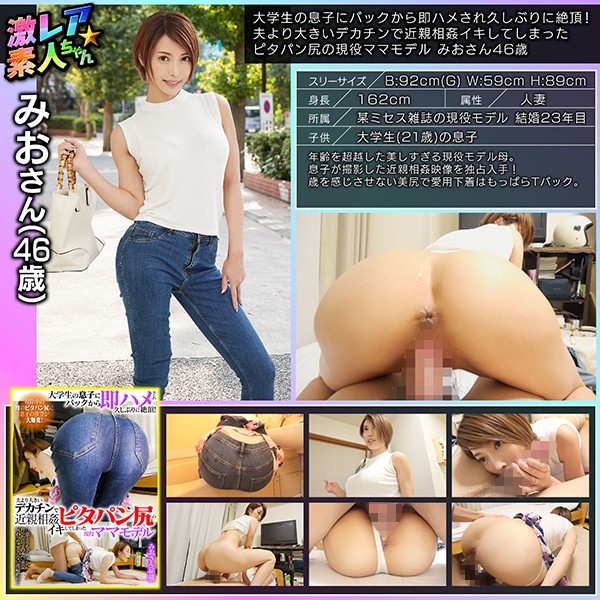 激レア
素人ちゃん★
みおさん(46歳)
大学生の息子にバックから即ハメされ久しぶりに絶頂!
夫より大きいデカチンで近親相姦イキしてしまった
ピタパン尻の現役ママモデル みおさん46歳
スリーサイズ／B:92cm(G) W:59cm H:89cm
身長／162cm 属性／人妻
所属／某ミセス雑誌の現役モデル 結婚23年目
子供／大学生(21歳)の息子
年齢を超越した美しすぎる現役モデル母。
息子が撮影した近親相姦映像を独占入手!
歳を感じさせない美尻で愛用下着はもっぱらTバック。
大学生の息子に
バックから即ハメされ
久しぶりに絶頂!
夫より大きい
デカチンで
近親相姦
イキしてしまった
ピタパン尻の
現役ママモデル